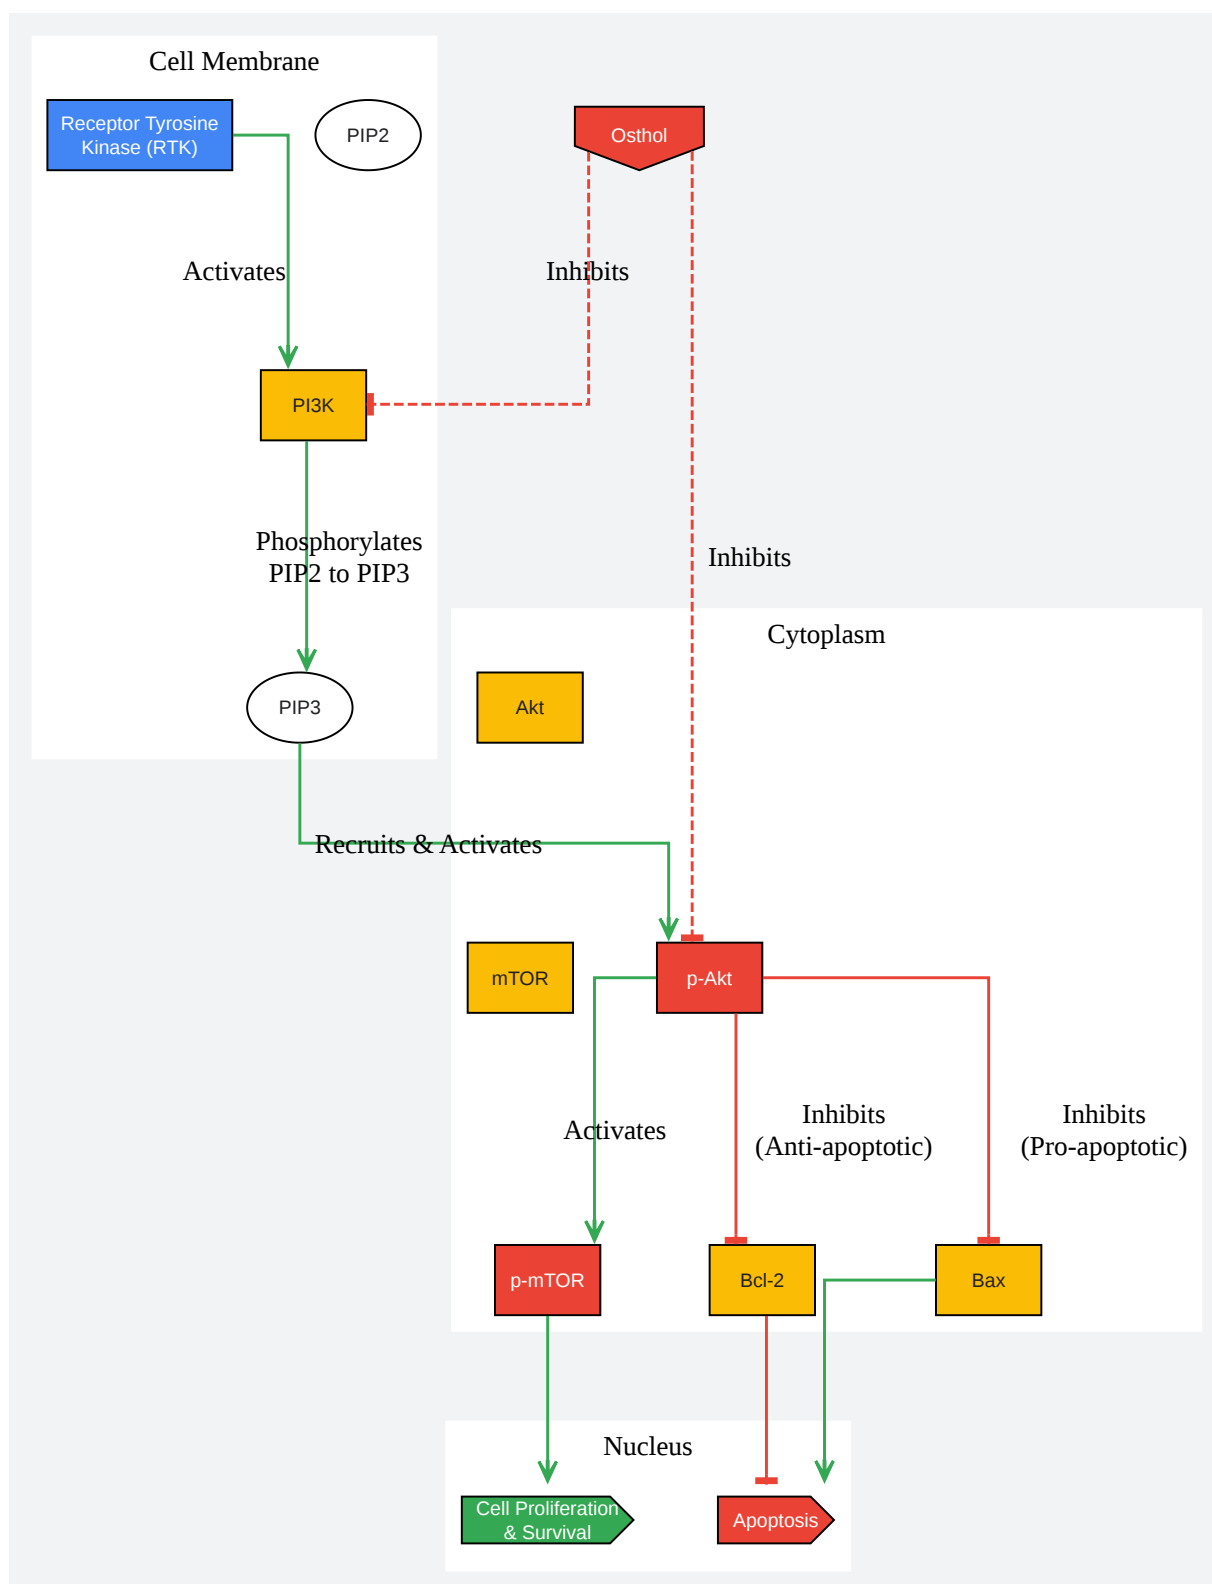 Cell Membrane
Receptor Tyrosine
Kinase (RTK)
PIP2
Osthol
Activates
Inhibits
PI3K
Phosphorylates
PIP2 to PIP3
Inhibits
Cytoplasm
PIP3
Akt
Recruits & Activates
mTOR
p-Akt
Activates
Inhibits
(Anti-apoptotic)
Inhibits
(Pro-apoptotic)
p-mTOR
Bcl-2
Bax
Nucleus
Cell Proliferation
& Survival
Apoptosis